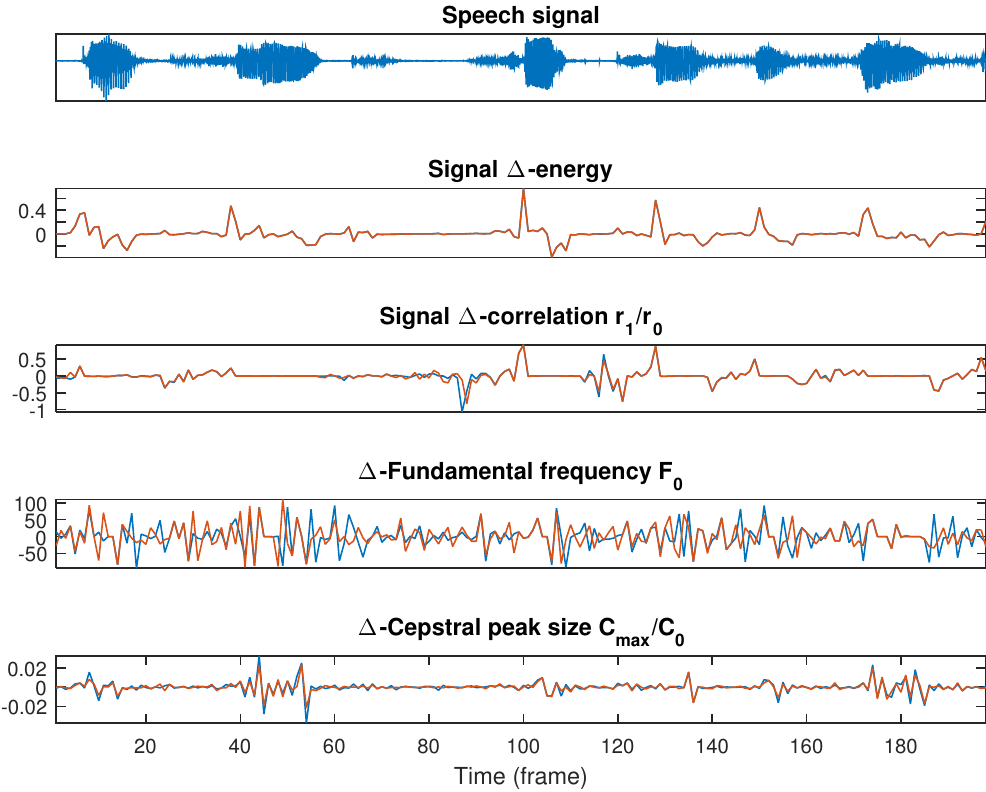 Speech signal
Signal Δ-energy
0.4
0
Signal Δ-correlation r1/r0
0.5
0
-0.5
-1
Δ-Fundamental frequency F0
100
50
0
-50
Δ-Cepstral peak size Cmax/C0
0.02
0
-0.02
20 40 60 80 100 120 140 160 180
Time (frame)